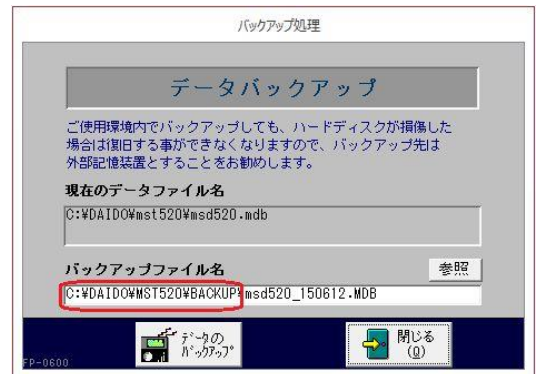 バックアップ処理
データバックアップ
ご使用環境内でバックアップしても、ハードディスクが損傷した
場合は復旧する事ができなくなりますので、バックアップ先は
外部記憶装置とすることをお勧めします。
現在のデータファイル名
C:¥DAIDO¥mst520¥msd520.mdb
バックアップファイル名
参照
C:¥DAIDO¥MST520¥BACKUP¥msd520_150612.MDB
データの
バックアップ
閉じる
(Q)
FP-0600